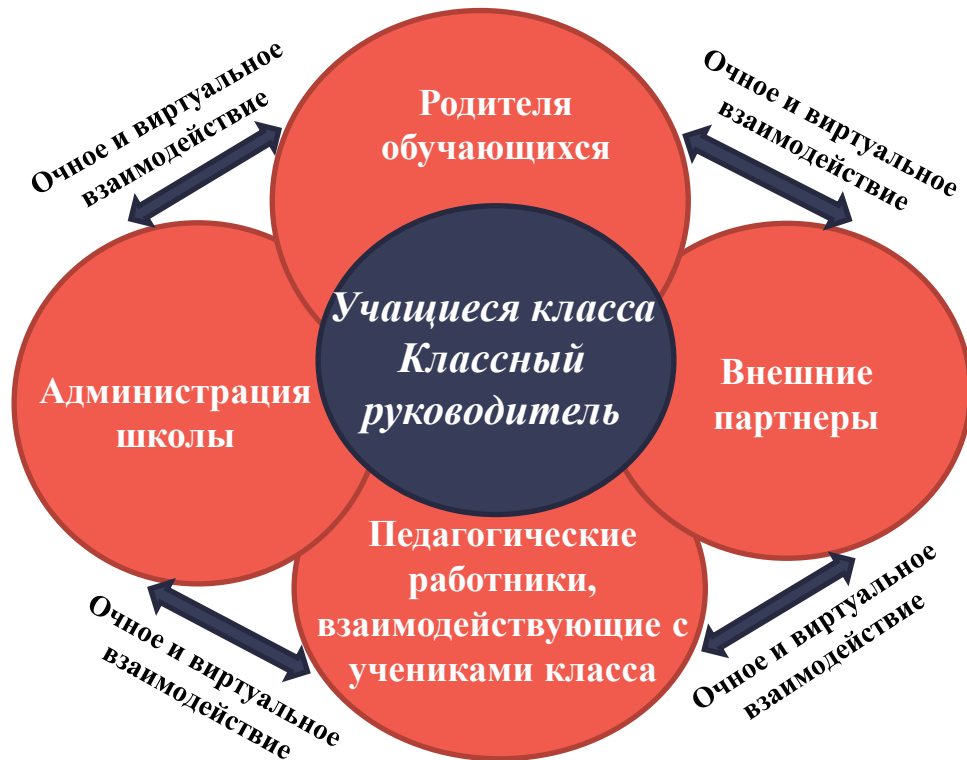 Очное и виртуальное
взаимодействие
Родителя
обучающихся
Очное и виртуальное
взаимодействие
Администрация
школы
Учащиеся класса
Классный
руководитель
Внешние
партнеры
Педагогические
работники,
взаимодействующие с
учениками класса
Очное и виртуальное
взаимодействие
Очное и виртуальное
взаимодействие